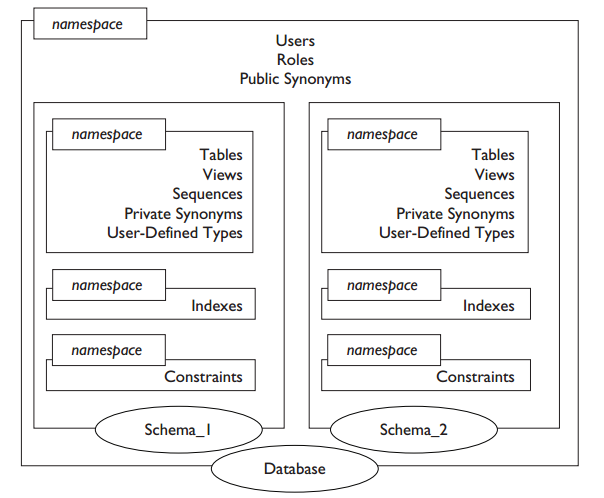 namespace
Users
Roles
Public Synonyms
namespace
Tables
Views
Sequences
Private Synonyms
User-Defined Types
namespace
Indexes
namespace
Constraints
Schema_1
namespace
Tables
Views
Sequences
Private Synonyms
User-Defined Types
namespace
Indexes
namespace
Constraints
Schema_2
Database